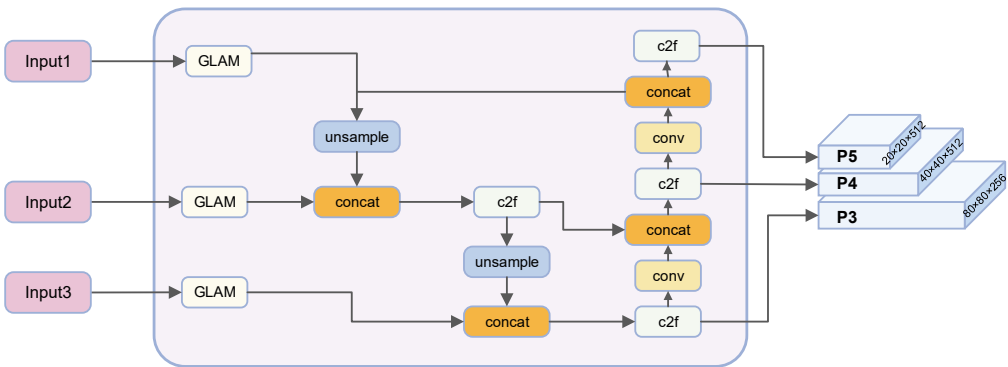 Input1
GLAM
c2f
concat
unsample
conv
P5
20×20×512
Input2
GLAM
concat
c2f
c2f
P4
40×40×512
concat
P3
80×80×256
unsample
conv
Input3
GLAM
concat
c2f